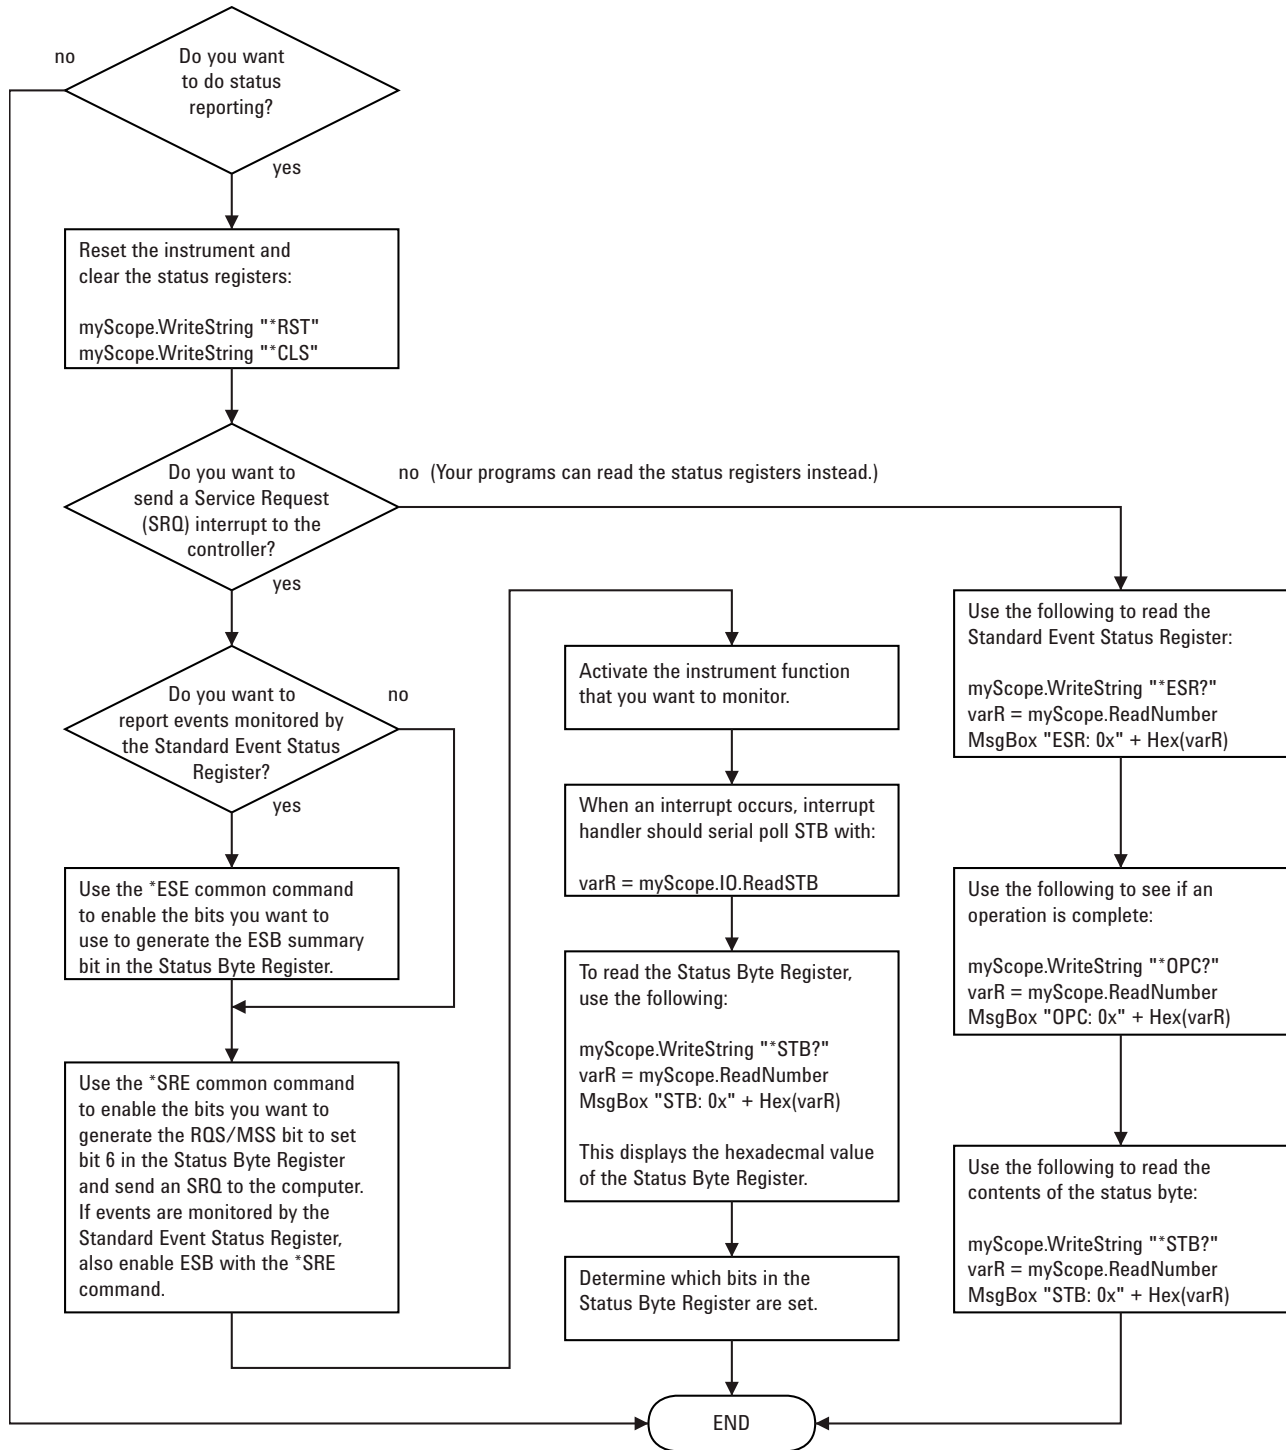 no
Do you want
to do status
reporting?
yes
Reset the instrument and
clear the status registers:
myScope.WriteString "*RST"
myScope.WriteString "*CLS"
Do you want to
send a Service Request
(SRQ) interrupt to the
controller?
no (Your programs can read the status registers instead.)
yes
Do you want to
report events monitored by
the Standard Event Status
Register?
no
yes
Use the *ESE common command
to enable the bits you want to
use to generate the ESB summary
bit in the Status Byte Register.
Use the *SRE common command
to enable the bits you want to
generate the RQS/MSS bit to set
bit 6 in the Status Byte Register
and send an SRQ to the computer.
If events are monitored by the
Standard Event Status Register,
also enable ESB with the *SRE
command.
Activate the instrument function
that you want to monitor.
When an interrupt occurs, interrupt
handler should serial poll STB with:
varR = myScope.IO.ReadSTB
To read the Status Byte Register,
use the following:
myScope.WriteString "*STB?"
varR = myScope.ReadNumber
MsgBox "STB: 0x" + Hex(varR)
This displays the hexadecmal value
of the Status Byte Register.
Determine which bits in the
Status Byte Register are set.
Use the following to read the
Standard Event Status Register:
myScope.WriteString "*ESR?"
varR = myScope.ReadNumber
MsgBox "ESR: 0x" + Hex(varR)
Use the following to see if an
operation is complete:
myScope.WriteString "*OPC?"
varR = myScope.ReadNumber
MsgBox "OPC: 0x" + Hex(varR)
Use the following to read the
contents of the status byte:
myScope.WriteString "*STB?"
varR = myScope.ReadNumber
MsgBox "STB: 0x" + Hex(varR)
END